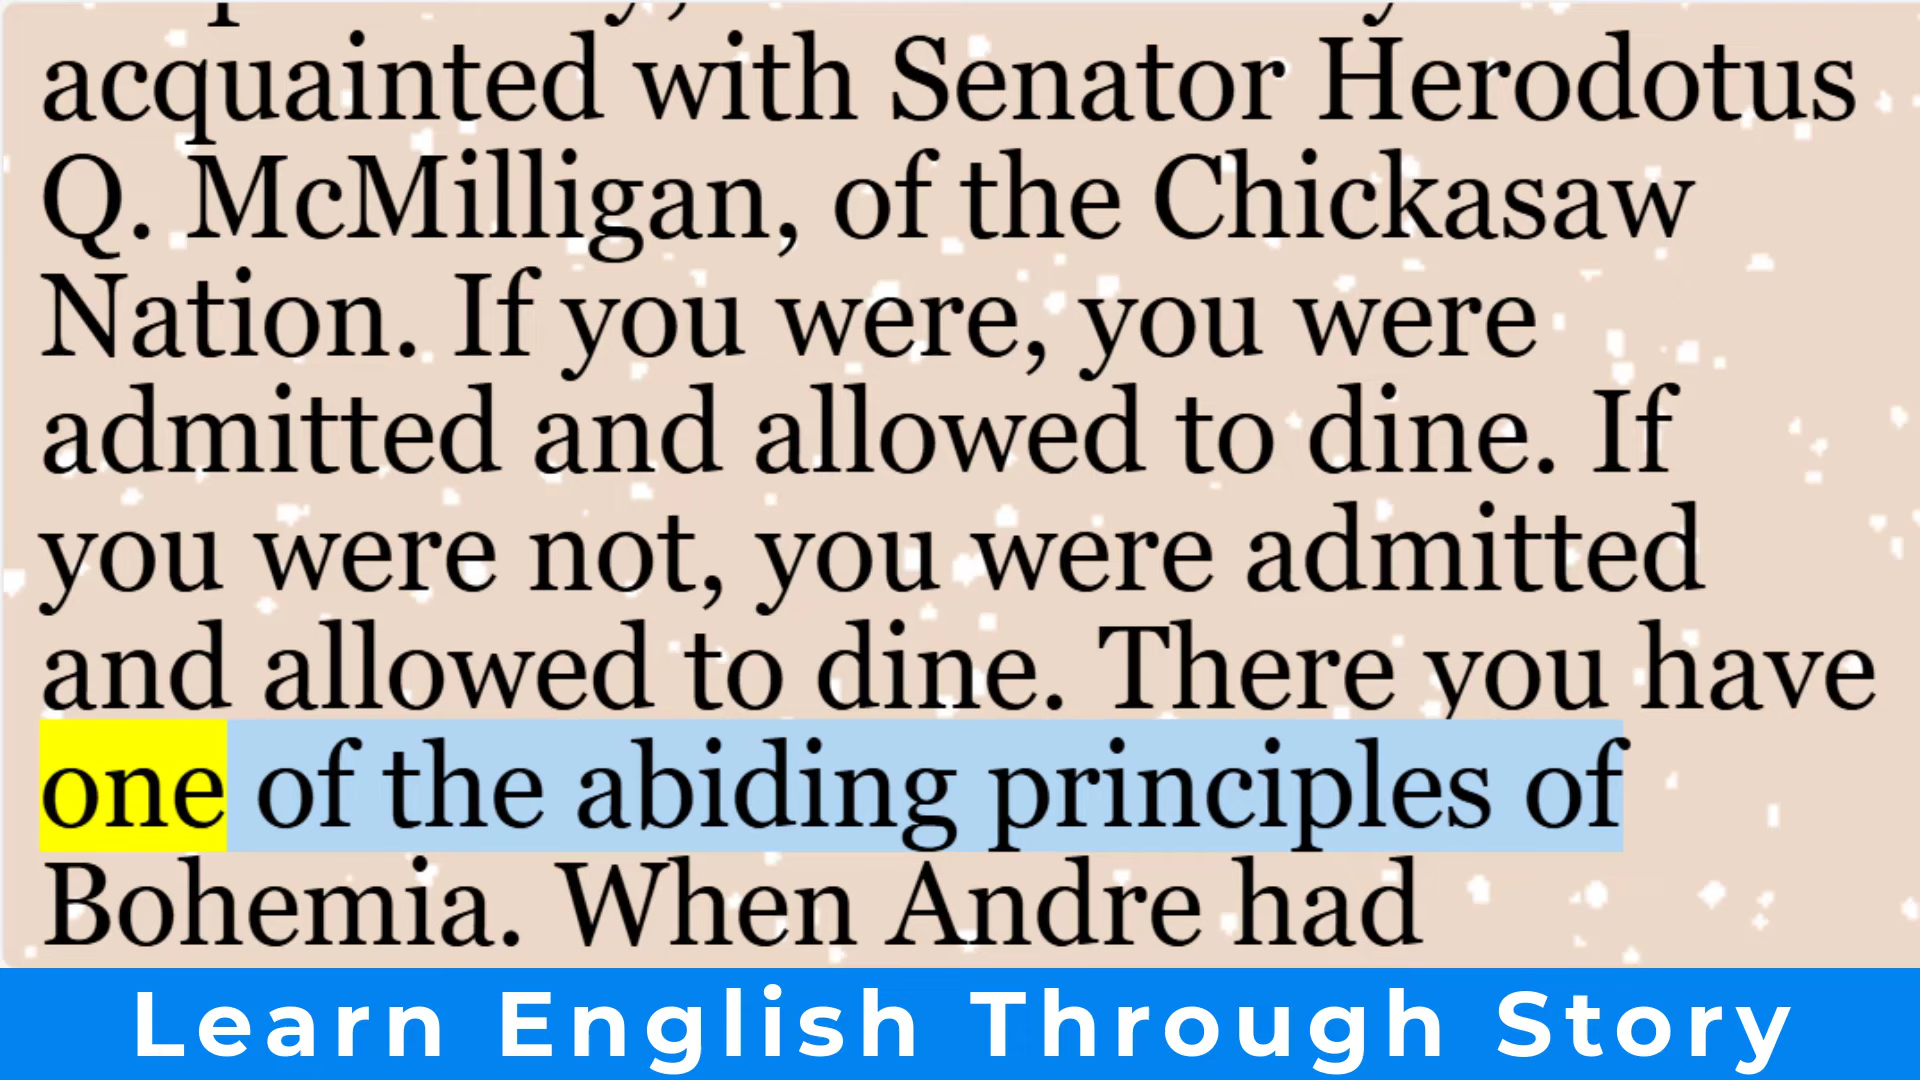 acquainted with Senator Herodotus
Q. McMilligan, of the Chickasaw
Nation. If you were, you were
admitted and allowed to dine. If
you were not, you were admitted
and allowed to dine. There you have
one of the abiding principles of
Bohemia. When Andre had
Learn English Through Story